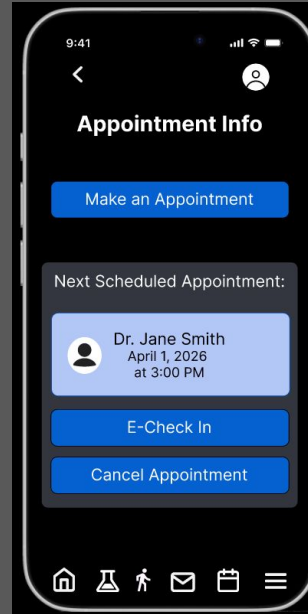 9:41
Appointment Info
Make an Appointment
Next Scheduled Appointment:
Dr. Jane Smith
April 1, 2026
at 3:00 PM
E-Check In
Cancel Appointment